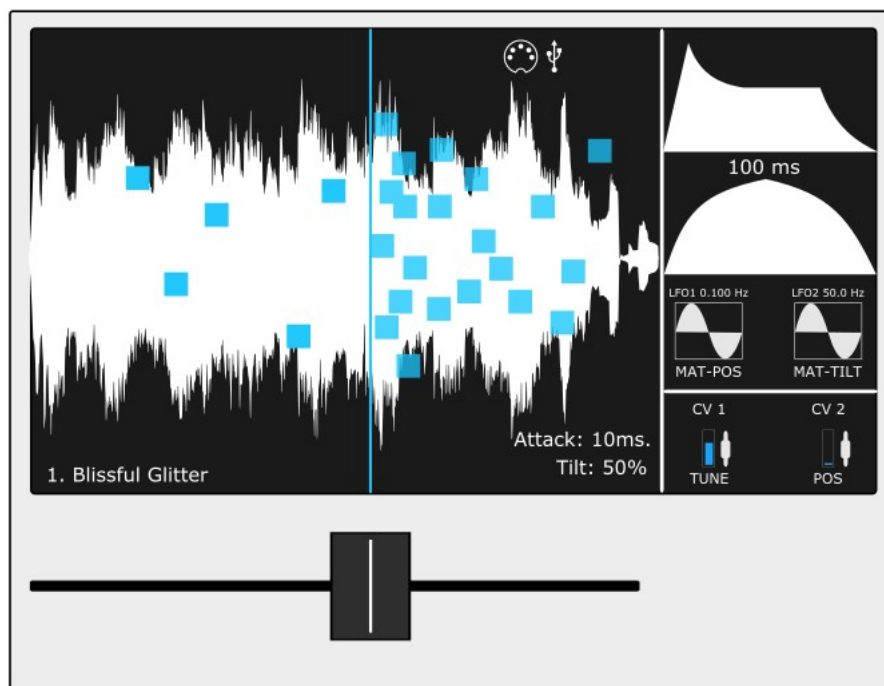 100 ms
LFO1 0.100 Hz
LFO2 50.0 Hz
MAT-POS
MAT-TILT
CV 1
CV 2
TUNE
POS
Attack: 10ms.
Tilt: 50%
1. Blissful Glitter